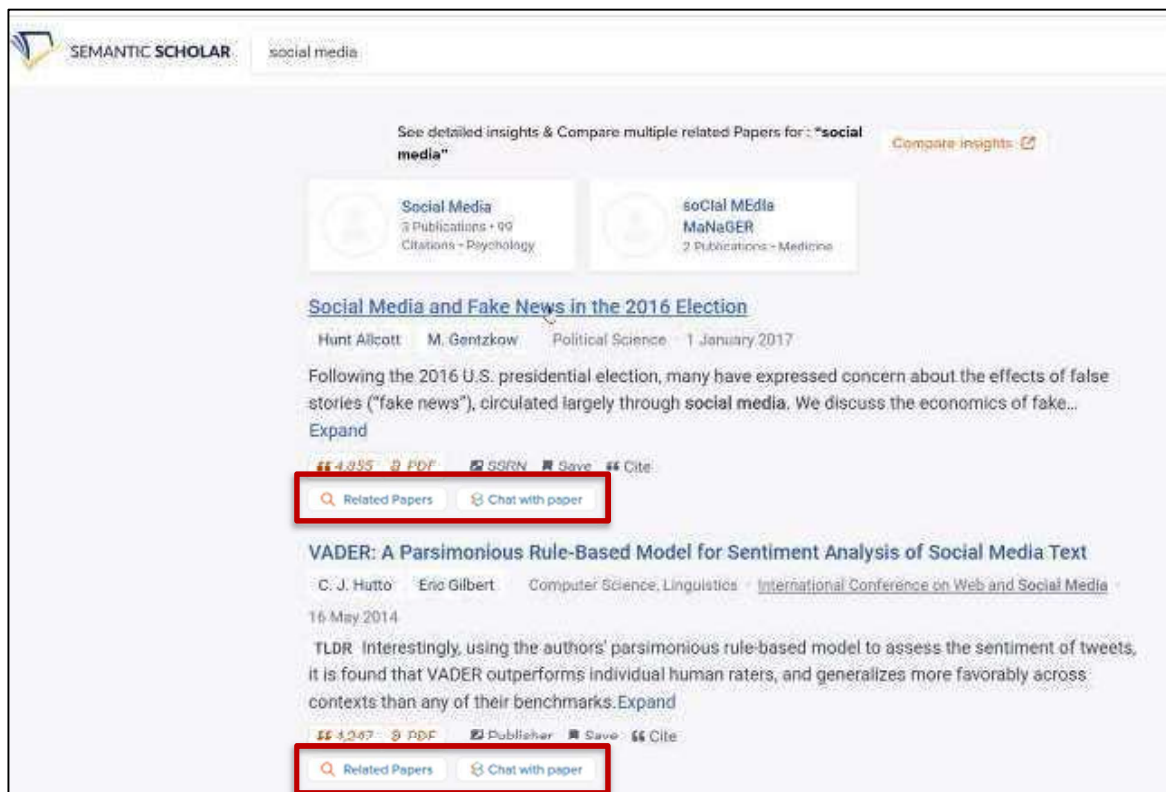 SEMANTIC SCHOLAR
social media
See detailed insights & Compare multiple related Papers for : "social
media"
Compare insights
Social Media
3 Publications • 99
Citations • Psychology
soCIal MEdIa
MaNaGER
2 Publications • Medicine
Social Media and Fake News in the 2016 Election
Hunt Allcott M. Gentzkow Political Science 1 January 2017
Following the 2016 U.S. presidential election, many have expressed concern about the effects of false
stories ("fake news"), circulated largely through social media. We discuss the economics of fake...
Expand
PDF SSRN Save Cite
Related Papers Chat with paper
VADER: A Parsimonious Rule-Based Model for Sentiment Analysis of Social Media Text
C. J. Hutto Eric Gilbert Computer Science, Linguistics International Conference on Web and Social Media
16 May 2014
TLDR Interestingly, using the authors' parsimonious rule-based model to assess the sentiment of tweets,
it is found that VADER outperforms individual human raters, and generalizes more favorably across
contexts than any of their benchmarks. Expand
PDF Publisher Save Cite
Related Papers Chat with paper